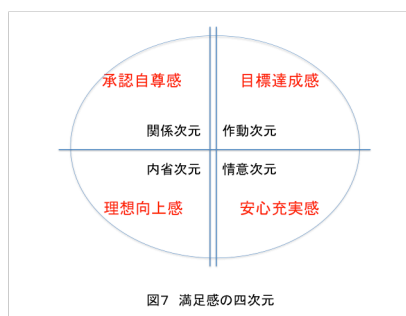 承認自尊感 目標達成感
関係次元 作動次元
内省次元 情意次元
理想向上感 安心充実感
図7 満足感の四次元